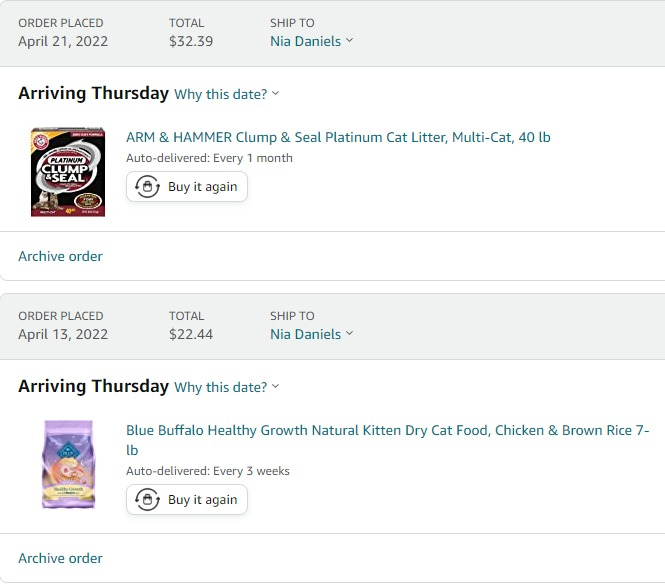 ORDER PLACED TOTAL SHIP TO
April 21, 2022 $32.39 Nia Daniels
Arriving Thursday Why this date?
ARM & HAMMER Clump & Seal Platinum Cat Litter, Multi-Cat, 40 lb
Auto-delivered: Every 1 month
PLATINUM
CLUMP
&SEAL
Buy it again
Archive order
ORDER PLACED TOTAL SHIP TO
April 13, 2022 $22.44 Nia Daniels
Arriving Thursday Why this date?
Blue Buffalo Healthy Growth Natural Kitten Dry Cat Food, Chicken & Brown Rice 7-
lb
Auto-delivered: Every 3 weeks
Buy it again
Archive order